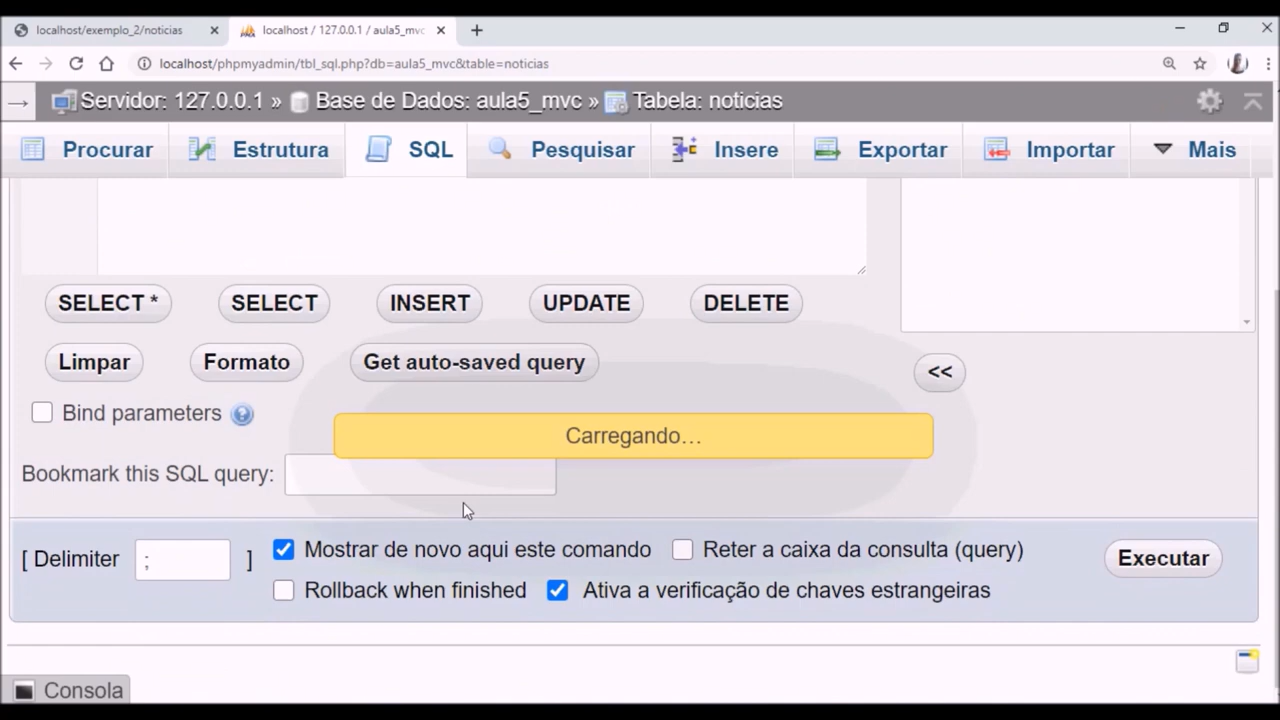 localhost/exemplo_2/noticias
localhost / 127.0.0.1 / aula5_mvc
localhost/phpmyadmin/tbl_sql.php?db=aula5_mvc&table=noticias
Servidor: 127.0.0.1 » Base de Dados: aula5_mvc » Tabela: noticias
Procurar Estrutura SQL Pesquisar Insere Exportar Importar Mais
SELECT * SELECT INSERT UPDATE DELETE
Limpar Formato Get auto-saved query <<
Bind parameters
Carregando...
Bookmark this SQL query:
[ Delimiter ; ] Mostrar de novo aqui este comando Reter a caixa da consulta (query) Executar
Rollback when finished Ativa a verificação de chaves estrangeiras
Consola